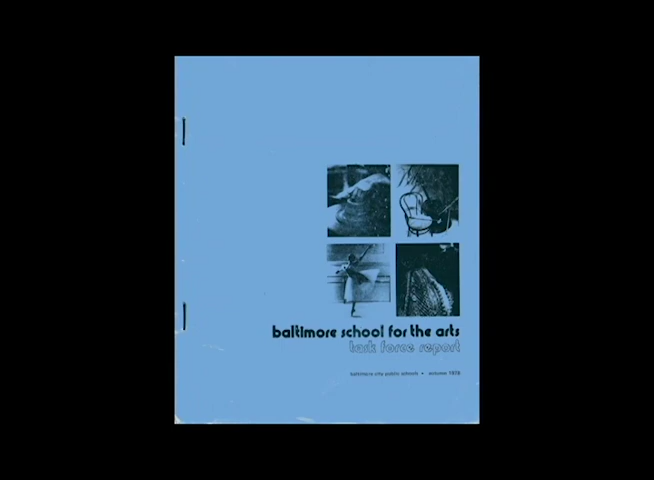 baltimore school for the arts
task force report
baltimore city public schools • autumn 1978